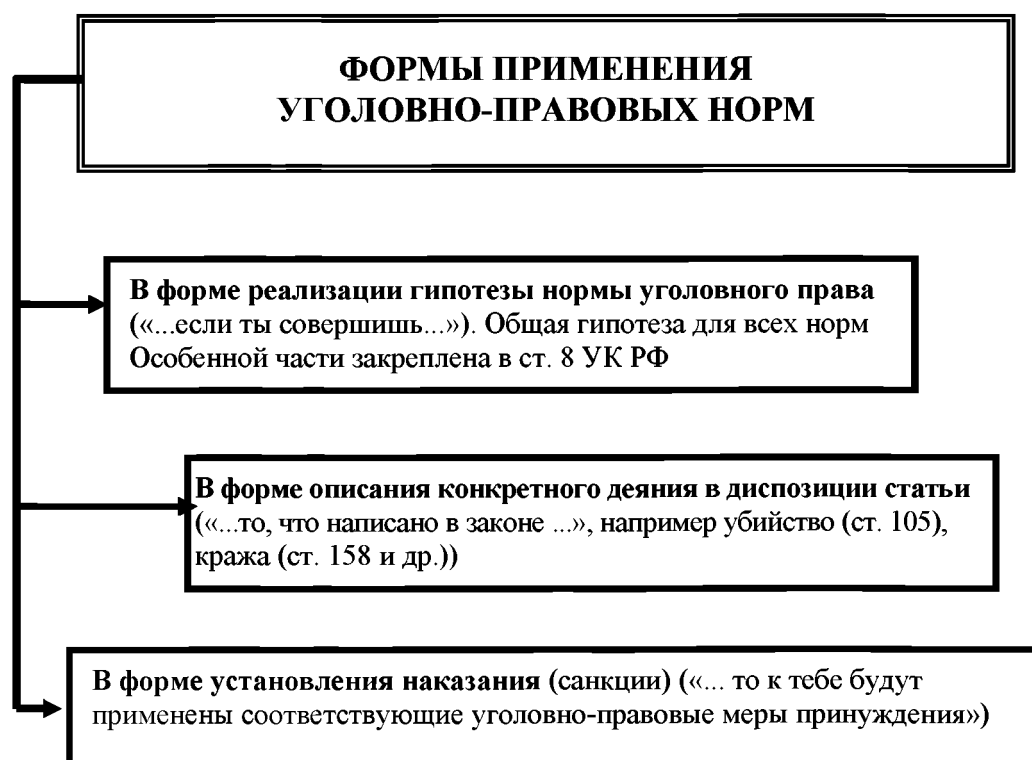 ФОРМЫ ПРИМЕНЕНИЯ
УГОЛОВНО-ПРАВОВЫХ НОРМ
В форме реализации гипотезы нормы уголовного права
(«...если ты совершишь...»). Общая гипотеза для всех норм
Особенной части закреплена в ст. 8 УК РФ
В форме описания конкретного деяния в диспозиции статьи
(«...то, что написано в законе ...», например убийство (ст. 105),
кража (ст. 158 и др.))
В форме установления наказания (санкции) («... то к тебе будут
применены соответствующие уголовно-правовые меры принуждения»)